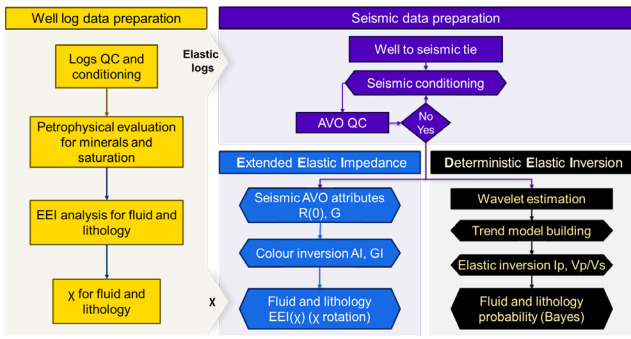 Well log data preparation
Logs QC and
conditioning
Petrophysical evaluation
for minerals and
saturation
EEI analysis for fluid and
lithology
χ for fluid and
lithology
Elastic
logs
χ
Seismic data preparation
Well to seismic tie
Seismic conditioning
AVO QC
No
Yes
Extended Elastic Impedance
Seismic AVO attributes
R(0), G
Colour inversion AI, GI
Fluid and lithology
EEI(χ) (χ rotation)
Deterministic Elastic Inversion
Wavelet estimation
Trend model building
Elastic inversion Ip, Vp/Vs
Fluid and lithology
probability (Bayes)